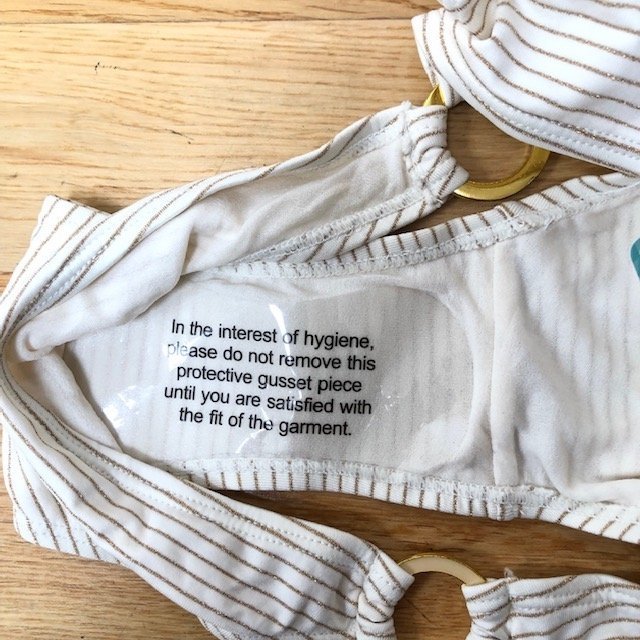 In the interest of hygiene,
please do not remove this
protective gusset piece
until you are satisfied with
the fit of the garment.